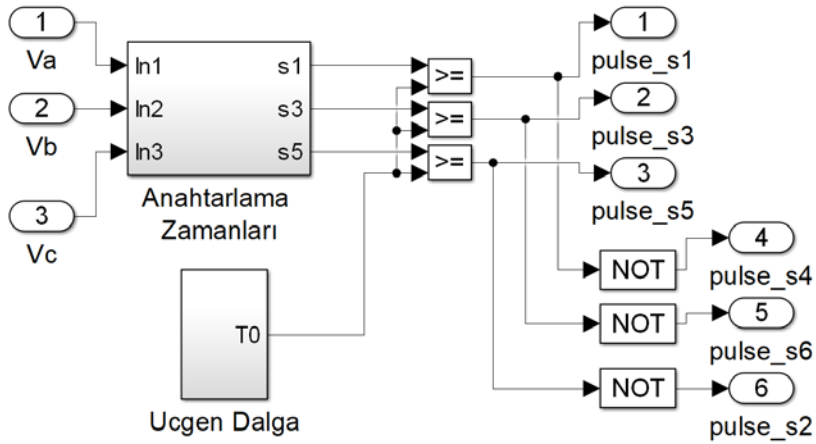 1
Va
2
Vb
3
Vc
In1
In2
In3
s1
s3
s5
Anahtarlama
Zamanları
T0
Ucgen Dalga
>=
>=
>=
1
pulse_s1
2
pulse_s3
3
pulse_s5
NOT
4
pulse_s4
NOT
5
pulse_s6
NOT
6
pulse_s2